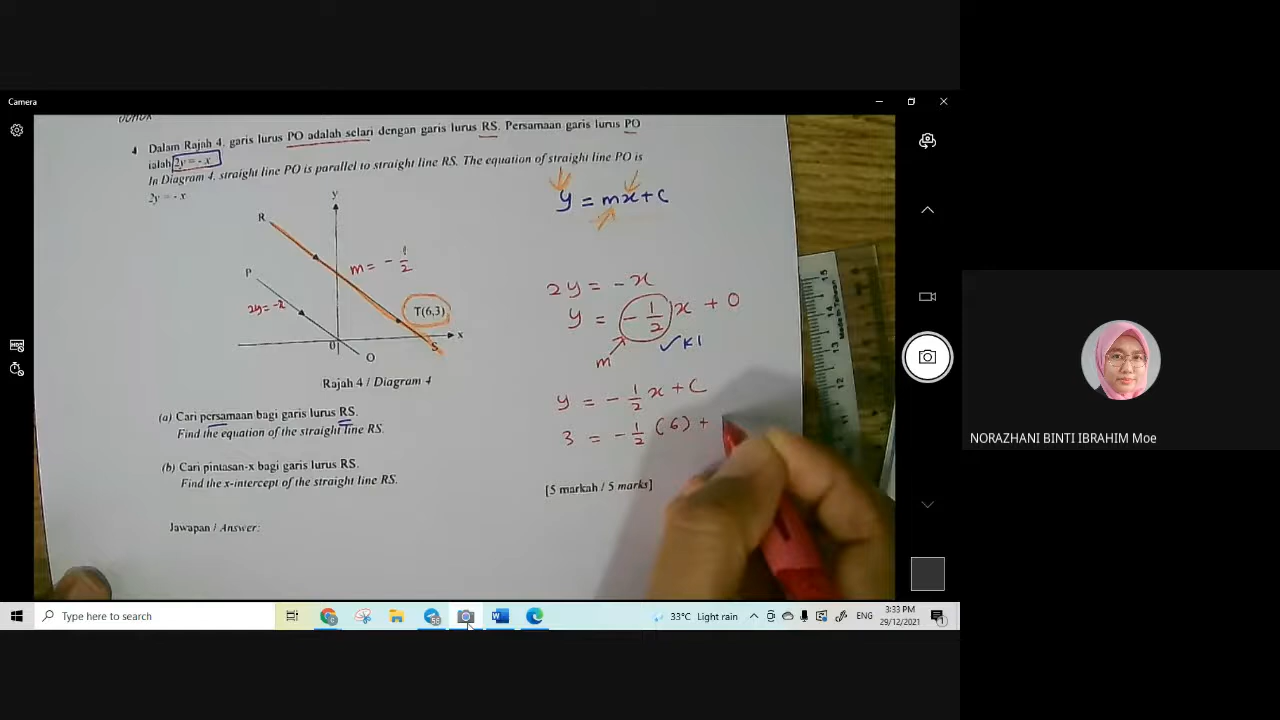 Camera
4 Dalam Rajah 4, garis lurus PO adalah selari dengan garis lurus RS. Persamaan garis lurus PO
ialah 2y = - x
In Diagram 4, straight line PO is parallel to straight line RS. The equation of straight line PO is
2y = - x
y = mx + c
y
R
m = - 1/2
P
2y = -x
T(6,3)
x
0
S
O
2y = -x
y = - 1/2 x + 0
m
✓K1
Rajah 4 / Diagram 4
y = - 1/2 x + c
3 = - 1/2 (6) +
(a) Cari persamaan bagi garis lurus RS.
Find the equation of the straight line RS.
(b) Cari pintasan-x bagi garis lurus RS.
Find the x-intercept of the straight line RS.
[5 markah / 5 marks]
Jawapan / Answer:
NORAZHANI BINTI IBRAHIM Moe
Type here to search
33°C Light rain
ENG
3:33 PM
29/12/2021